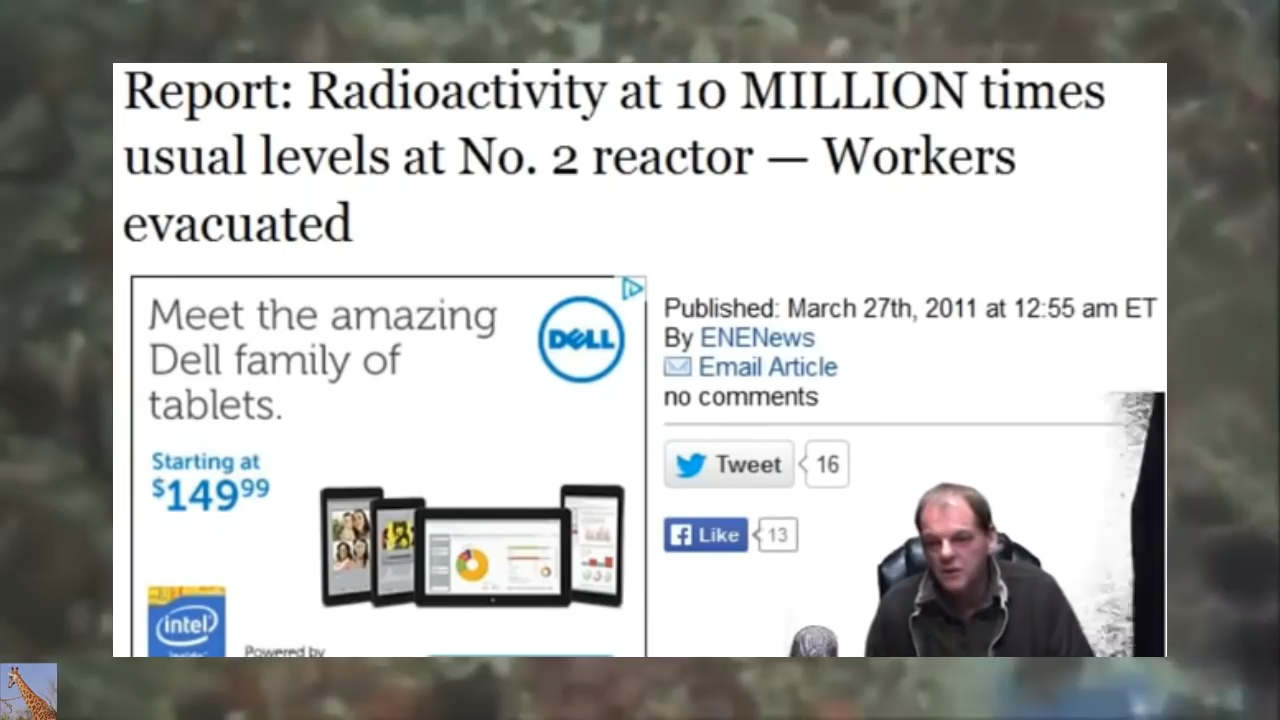 Report: Radioactivity at 10 MILLION times
usual levels at No. 2 reactor — Workers
evacuated
Meet the amazing
Dell family of
tablets.
DELL
Starting at
$149⁹⁹
intel
inside
Powered by
Published: March 27th, 2011 at 12:55 am ET
By ENENews
Email Article
no comments
Tweet
16
Like
13